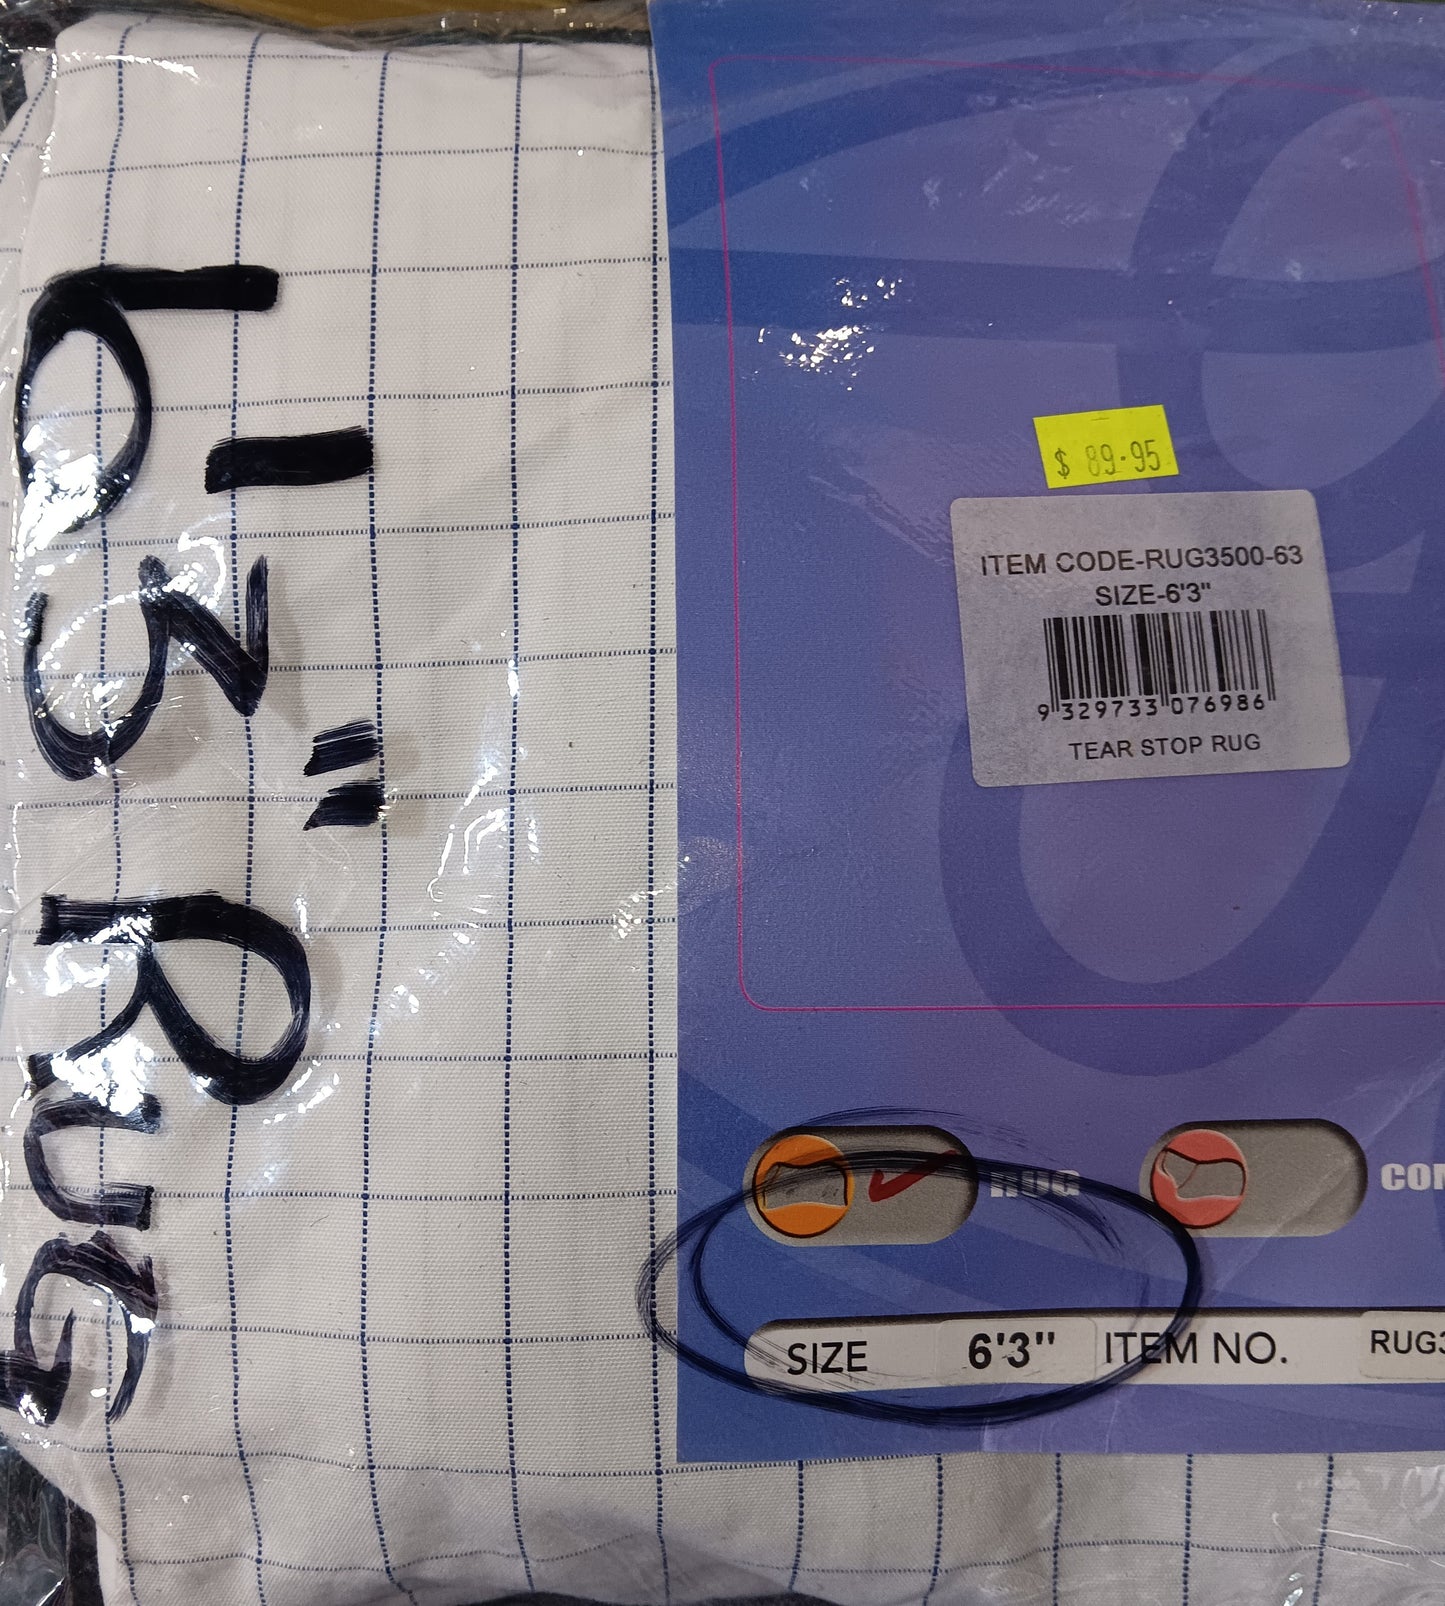 6'3" RUG
$ 89.95
ITEM CODE-RUG3500-63
SIZE-6'3"
9 329733 076986
TEAR STOP RUG
RUG
SIZE 6'3" ITEM NO.